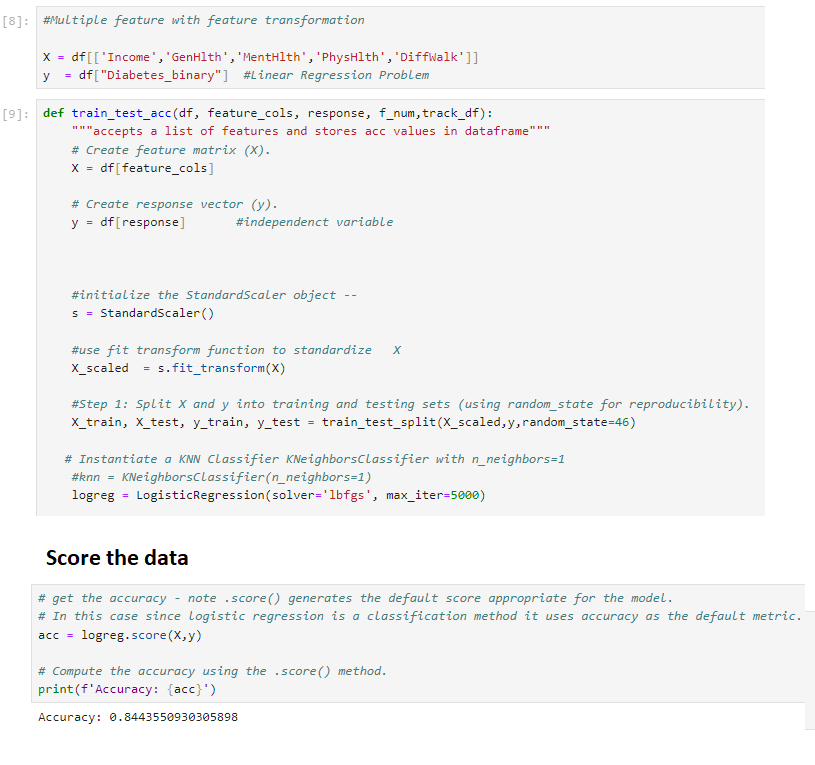 [8]: #Multiple feature with feature transformation
X = df[['Income','GenHlth','MentHlth','PhysHlth','DiffWalk']]
y  = df["Diabetes_binary"]  #Linear Regression Problem
[9]: def train_test_acc(df, feature_cols, response, f_num,track_df):
    """accepts a list of features and stores acc values in dataframe"""
    # Create feature matrix (X).
    X = df[feature_cols]
    # Create response vector (y).
    y = df[response]       #independenct variable
    #initialize the StandardScaler object --
    s = StandardScaler()
    #use fit transform function to standardize   X
    X_scaled  = s.fit_transform(X)
    #Step 1: Split X and y into training and testing sets (using random_state for reproducibility).
    X_train, X_test, y_train, y_test = train_test_split(X_scaled,y,random_state=46)
   # Instantiate a KNN Classifier KNeighborsClassifier with n_neighbors=1
    #knn = KNeighborsClassifier(n_neighbors=1)
    logreg = LogisticRegression(solver='lbfgs', max_iter=5000)
Score the data
# get the accuracy - note .score() generates the default score appropriate for the model.
# In this case since logistic regression is a classification method it uses accuracy as the default metric.
acc = logreg.score(X,y)
# Compute the accuracy using the .score() method.
print(f'Accuracy: {acc}')
Accuracy: 0.8443550930305898